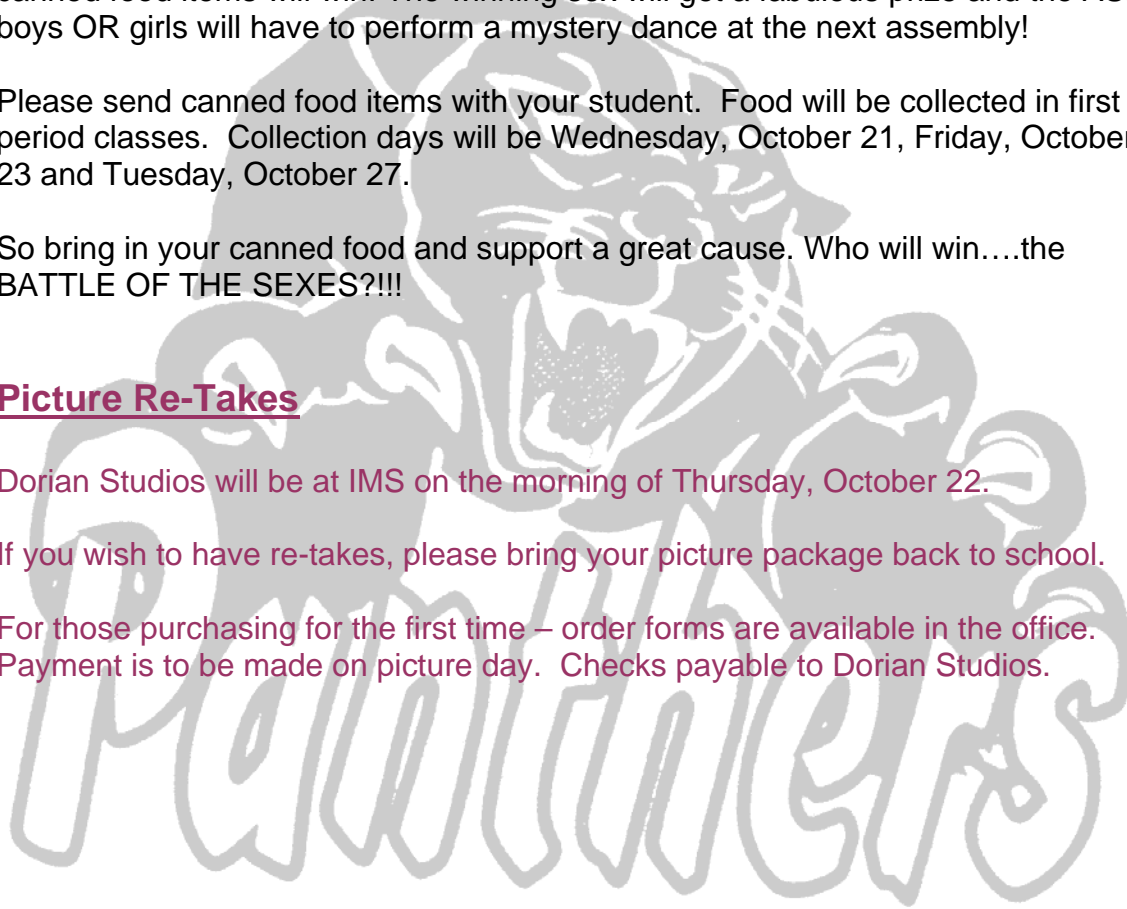 boys OR girls will have to perform a mystery dance at the next assembly!
Please send canned food items with your student.  Food will be collected in first
period classes.  Collection days will be Wednesday, October 21, Friday, October
23 and Tuesday, October 27.
So bring in your canned food and support a great cause. Who will win….the
BATTLE OF THE SEXES?!!!
Picture Re-Takes
Dorian Studios will be at IMS on the morning of Thursday, October 22.
If you wish to have re-takes, please bring your picture package back to school.
For those purchasing for the first time – order forms are available in the office.
Payment is to be made on picture day.  Checks payable to Dorian Studios.
Panthers